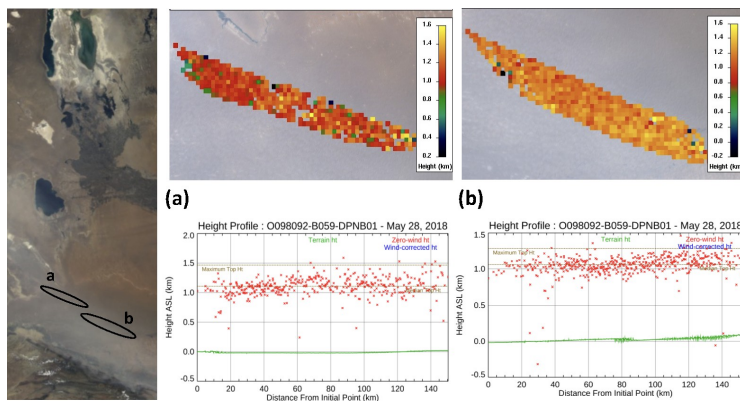 a
b
1.6
1.4
1.2
1.0
0.8
0.6
0.4
0.2
Height (km)
(a)
1.6
1.4
1.2
1.0
0.8
0.6
0.4
0.2
0.0
-0.2
Height (km)
(b)
Height Profile : O098092-B059-DPNB01 - May 28, 2018
Terrain ht
Zero-wind ht
Wind-corrected ht
Maximum Top Ht
2.0
1.5
1.0
0.5
0.0
-0.5
Height ASL (km)
0 20 40 60 80 100 120 140
Distance From Initial Point (km)
Height Profile : O098092-B059-DPNB01 - May 28, 2018
Terrain ht
Zero-wind ht
Wind-corrected ht
Maximum Top Ht
1.5
1.0
0.5
0.0
-0.5
Height ASL (km)
0 20 40 60 80 100 120 140
Distance From Initial Point (km)